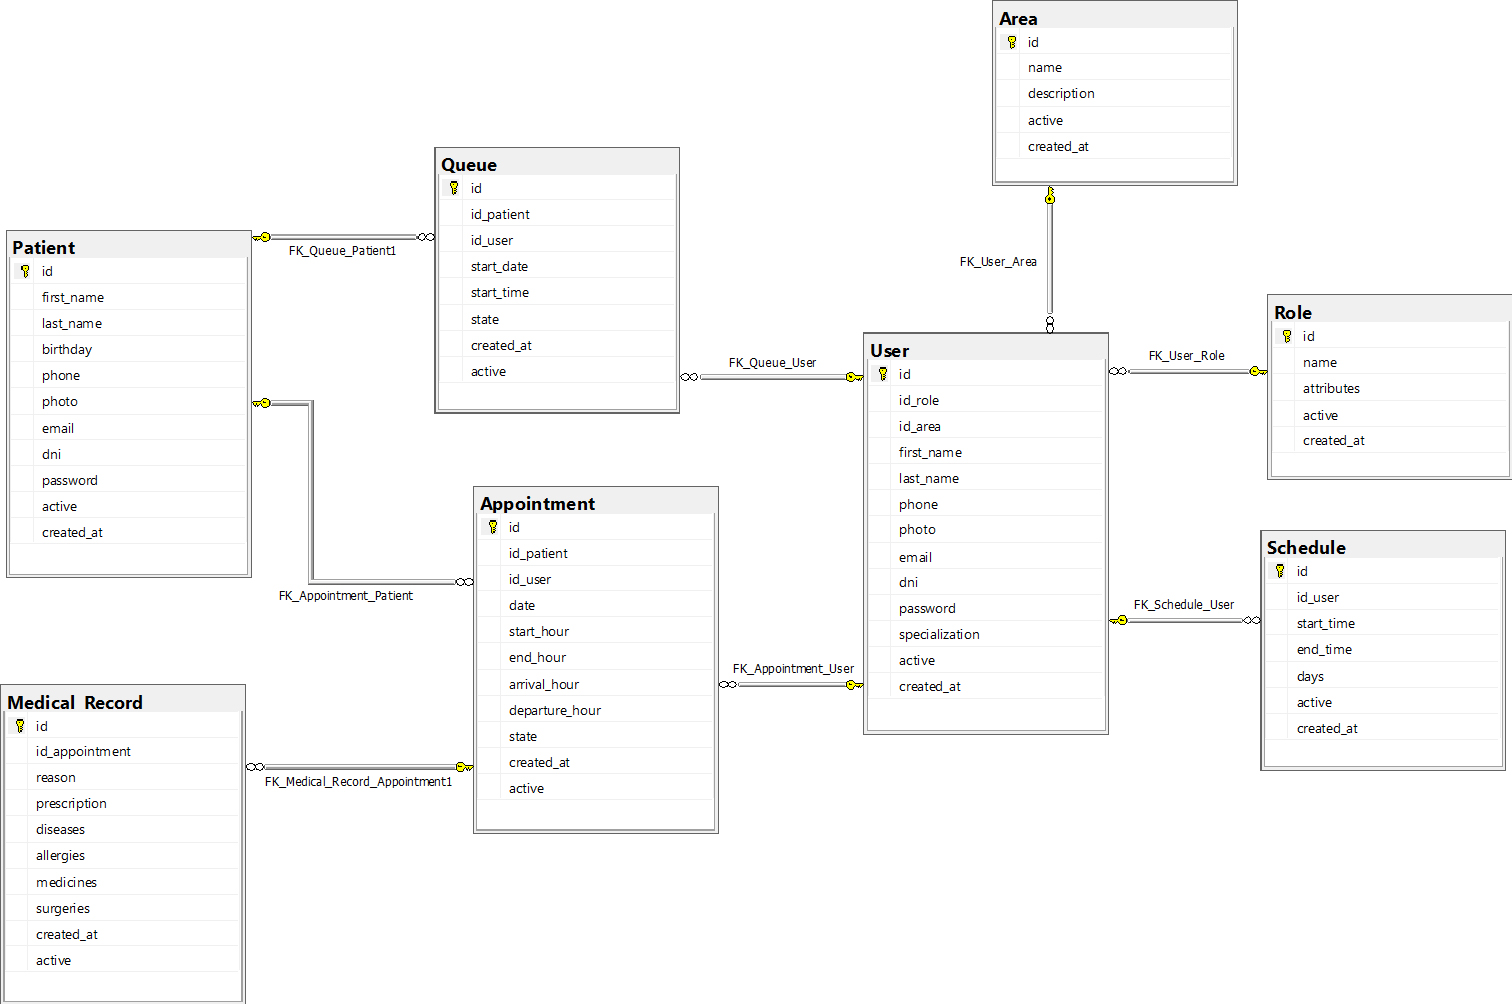 Area
id
name
description
active
created_at
Queue
id
id_patient
id_user
start_date
start_time
state
created_at
active
Patient
id
first_name
last_name
birthday
phone
photo
email
dni
password
active
created_at
FK_Queue_Patient1
FK_User_Area
FK_Queue_User
User
id
id_role
id_area
first_name
last_name
phone
photo
email
dni
password
specialization
active
created_at
FK_User_Role
Role
id
name
attributes
active
created_at
Appointment
id
id_patient
id_user
date
start_hour
end_hour
arrival_hour
departure_hour
state
created_at
active
FK_Appointment_Patient
FK_Appointment_User
FK_Schedule_User
Schedule
id
id_user
start_time
end_time
days
active
created_at
Medical_Record
id
id_appointment
reason
prescription
diseases
allergies
medicines
surgeries
created_at
active
FK_Medical_Record_Appointment1